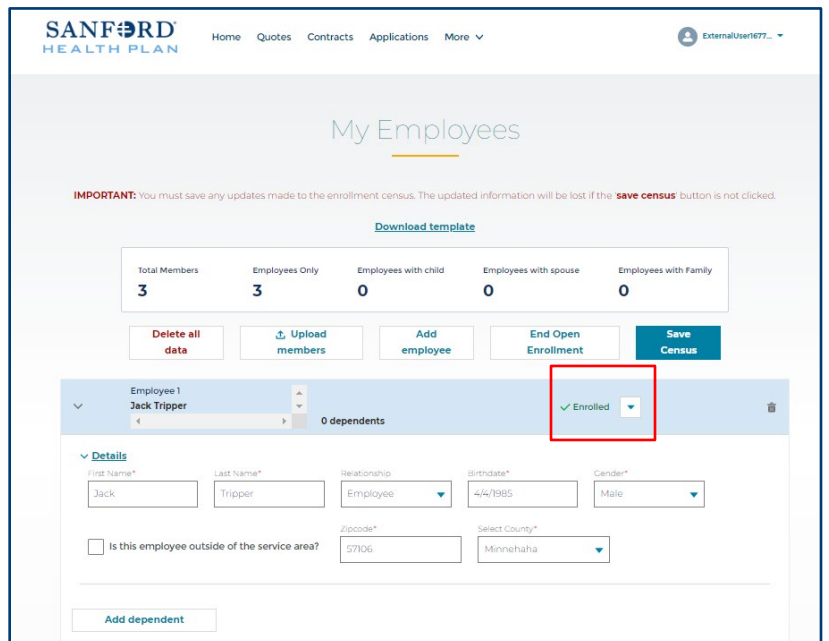 SANFORD
HEALTH PLAN
Home Quotes Contracts Applications More
ExternalUser1677...
My Employees
IMPORTANT: You must save any updates made to the enrollment census. The updated information will be lost if the 'save census' button is not clicked.
Download template
Total Members Employees Only Employees with child Employees with spouse Employees with Family
3 3 0 0 0
Delete all data
Upload members
Add employee
End Open Enrollment
Save Census
Employee 1
Jack Tripper
0 dependents
Enrolled
Details
First Name* Last Name* Relationship Birthdate* Gender*
Jack Tripper Employee 4/4/1985 Male
Zipcode* Select County*
Is this employee outside of the service area? 57106 Minnehaha
Add dependent